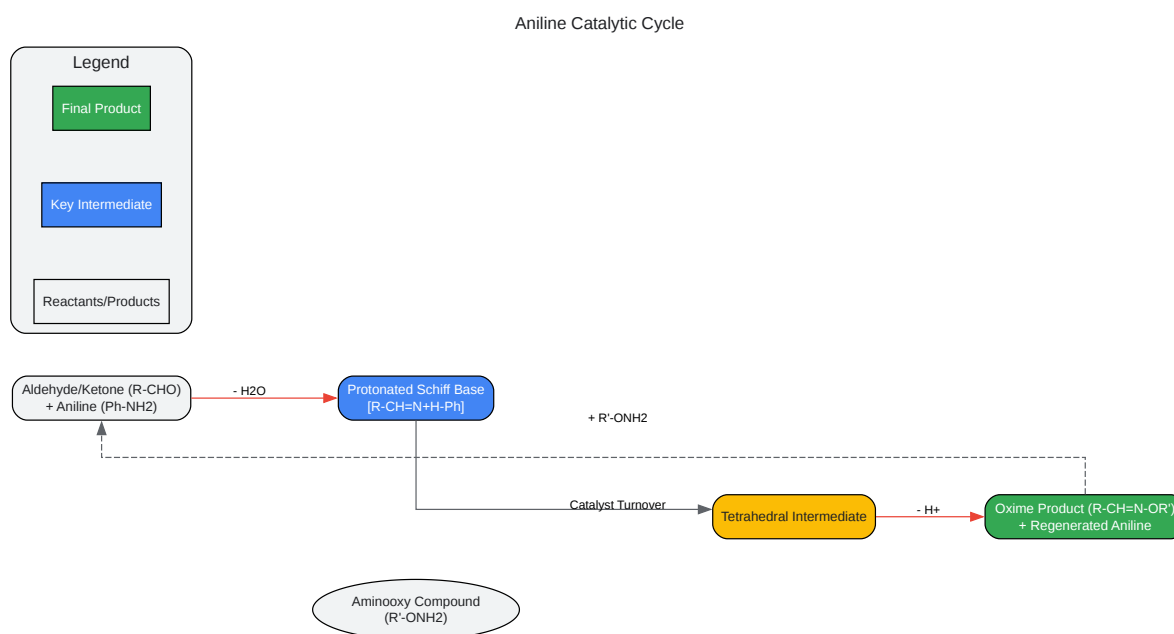 Aniline Catalytic Cycle
Legend
Final Product
Key Intermediate
Reactants/Products
Aldehyde/Ketone (R-CHO)
+ Aniline (Ph-NH2)
- H2O
Protonated Schiff Base
[R-CH=N+H-Ph]
+ R'-ONH2
Catalyst Turnover
Tetrahedral Intermediate
- H+
Oxime Product (R-CH=N-OR')
+ Regenerated Aniline
Aminooxy Compound
(R'-ONH2)